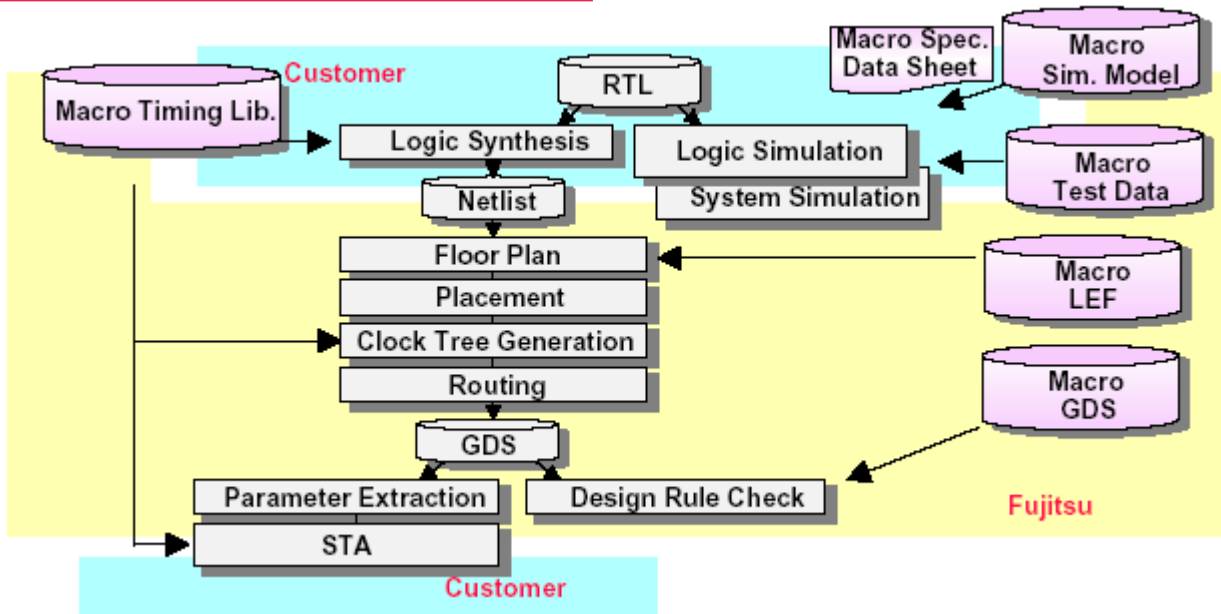 Macro Spec.
Data Sheet
Macro
Sim. Model
Customer
RTL
Macro Timing Lib.
Logic Synthesis
Logic Simulation
System Simulation
Macro
Test Data
Netlist
Floor Plan
Macro
LEF
Placement
Clock Tree Generation
Routing
Macro
GDS
GDS
Parameter Extraction
Design Rule Check
Fujitsu
STA
Customer